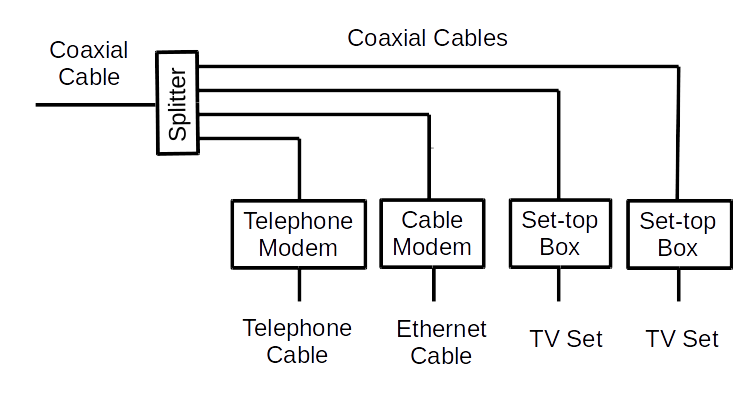 Coaxial Cables
Coaxial
Cable
Splitter
Telephone
Modem
Cable
Modem
Set-top
Box
Set-top
Box
Telephone
Cable
Ethernet
Cable
TV Set
TV Set